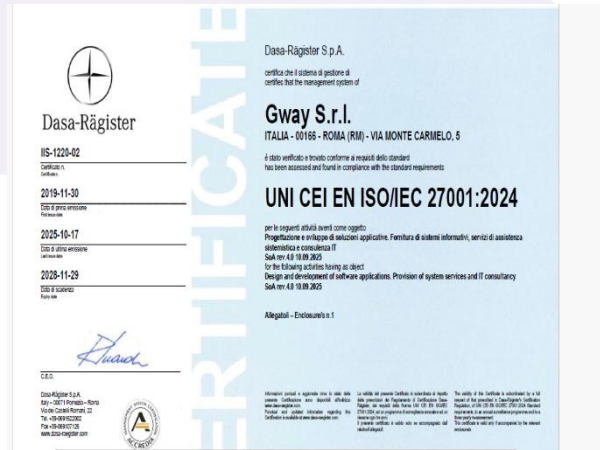 CERTIFICATE
Dasa-Rägister
IIS-1220-02
Certificato n.
2019-11-30
Data di prima emissione
First issue date
2025-10-17
Data di ultima emissione
Last issue date
2028-11-29
Data di scadenza
Expiry date
C.E.O.
Dasa-Rägister S.p.A.
Italy – 00071 Pomezia – Roma
Via dei Castelli Romani, 22
www.dasa-raegister.com
ACCREDIA
Dasa-Rägister S.p.A.
certifica che il sistema di gestione di
certifies that the management system of
Gway S.r.l.
ITALIA - 00166 - ROMA (RM) - VIA MONTE CARMELO, 5
è stato verificato e trovato conforme ai requisiti dello standard
has been assessed and found in compliance with the standard requirements
UNI CEI EN ISO/IEC 27001:2024
per le seguenti attività aventi come oggetto
Progettazione e sviluppo di soluzioni applicative. Fornitura di sistemi informativi, servizi di assistenza
sistemistica e consulenza IT
SoA rev.4.0 10.09.2025
for the following activities having as object
Design and development of software applications. Provision of system services and IT consultancy
SoA rev.4.0 10.09.2025
Allegato/i – Enclosure/s n.1